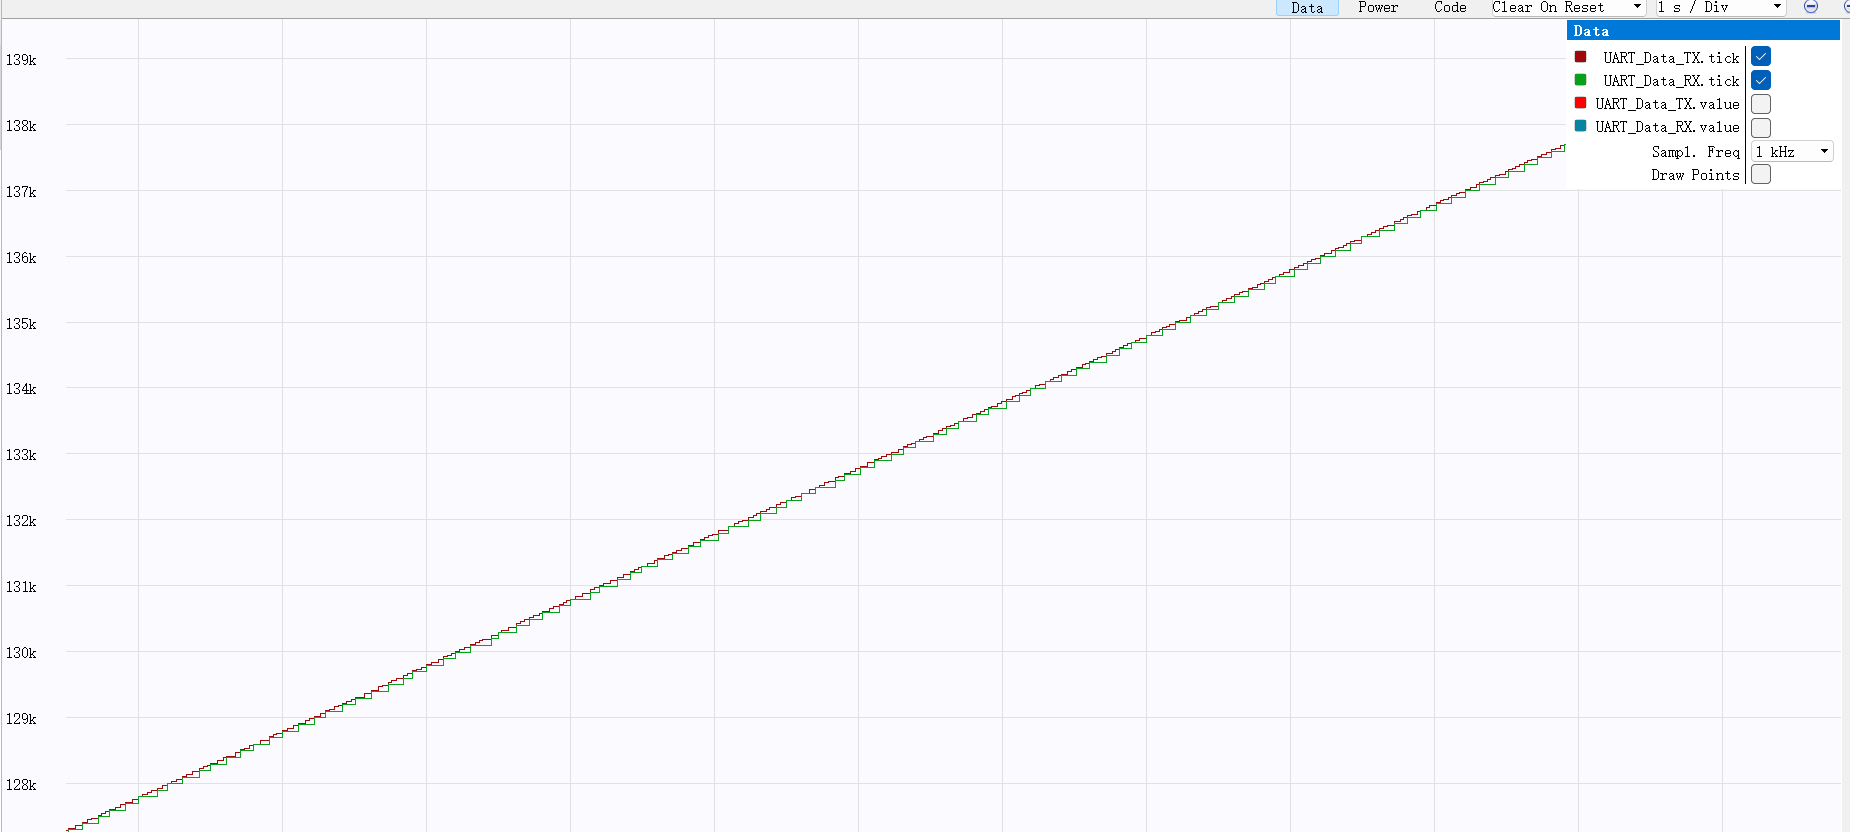 Data Power Code Clear On Reset 1 s / Div
Data
UART_Data_TX.tick
UART_Data_RX.tick
UART_Data_TX.value
UART_Data_RX.value
Sampl. Freq 1 kHz
Draw Points
139k
138k
137k
136k
135k
134k
133k
132k
131k
130k
129k
128k